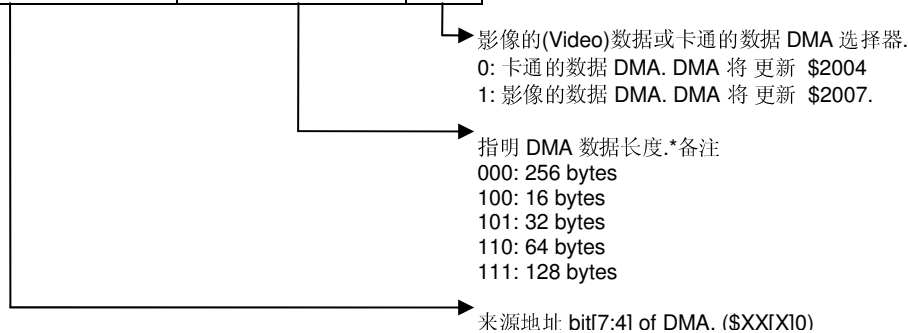 影像的(Video)数据或卡通的数据 DMA 选择器.
0: 卡通的数据 DMA. DMA 将 更新 $2004
1: 影像的数据 DMA. DMA 将 更新 $2007.
指明 DMA 数据长度.*备注
000: 256 bytes
100: 16 bytes
101: 32 bytes
110: 64 bytes
111: 128 bytes
来源地址 bit[7:4] of DMA. ($XX[X]0)